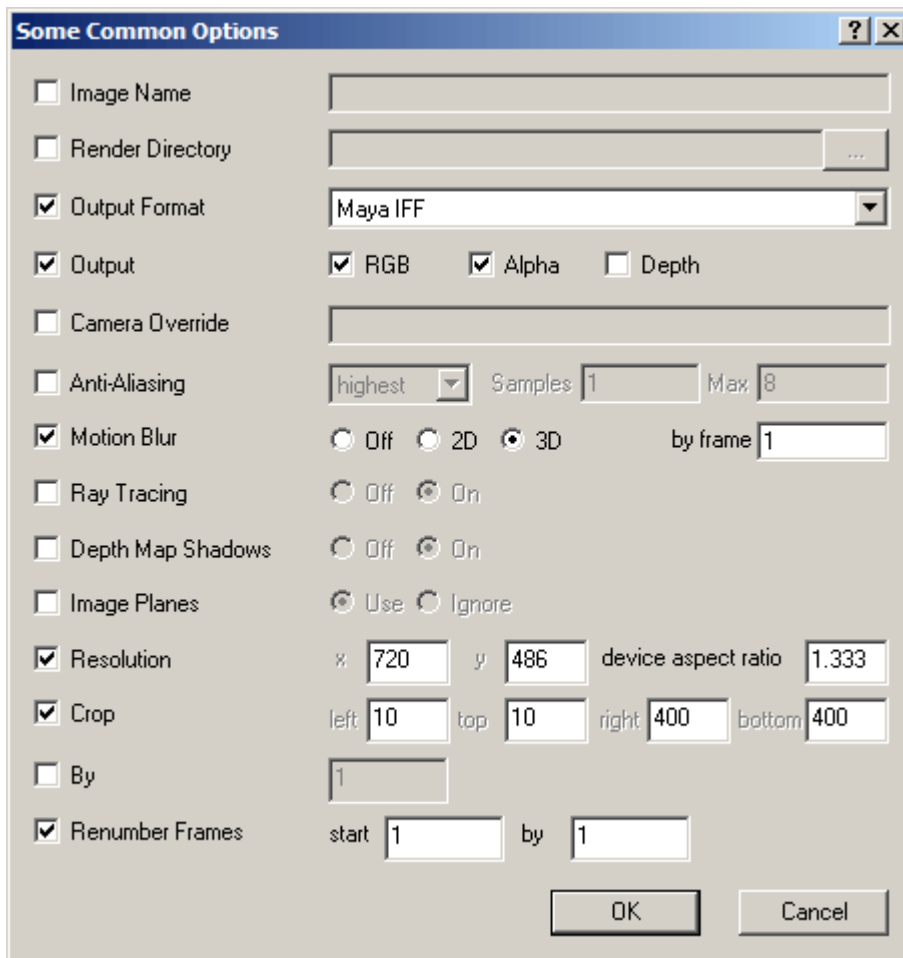 Some Common Options
Image Name
Render Directory ...
Output Format Maya IFF
Output RGB Alpha Depth
Camera Override
Anti-Aliasing highest Samples 1 Max 8
Motion Blur Off 2D 3D by frame 1
Ray Tracing Off On
Depth Map Shadows Off On
Image Planes Use Ignore
Resolution x 720 y 486 device aspect ratio 1.333
Crop left 10 top 10 right 400 bottom 400
By 1
Renumber Frames start 1 by 1
OK Cancel